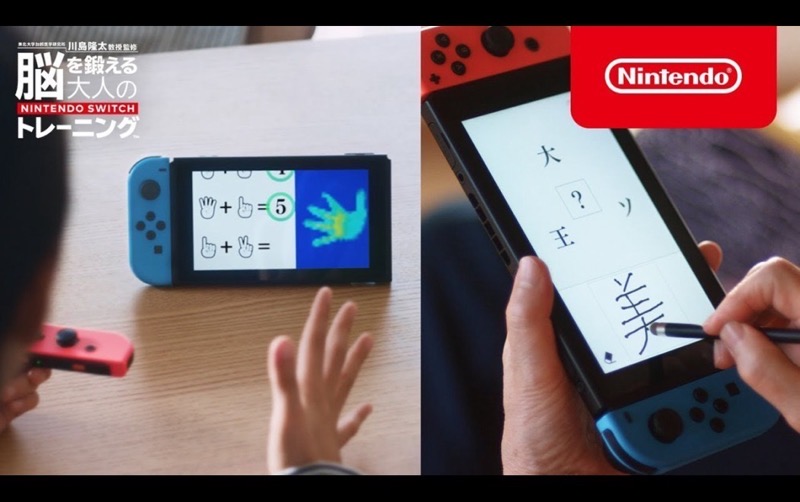 東北大学加齢医学研究所 川島隆太教授監修
脳を鍛える
大人の
NINTENDO SWITCH
トレーニング
Nintendo
+ = 5
+ =
大
?
ソ
王
美